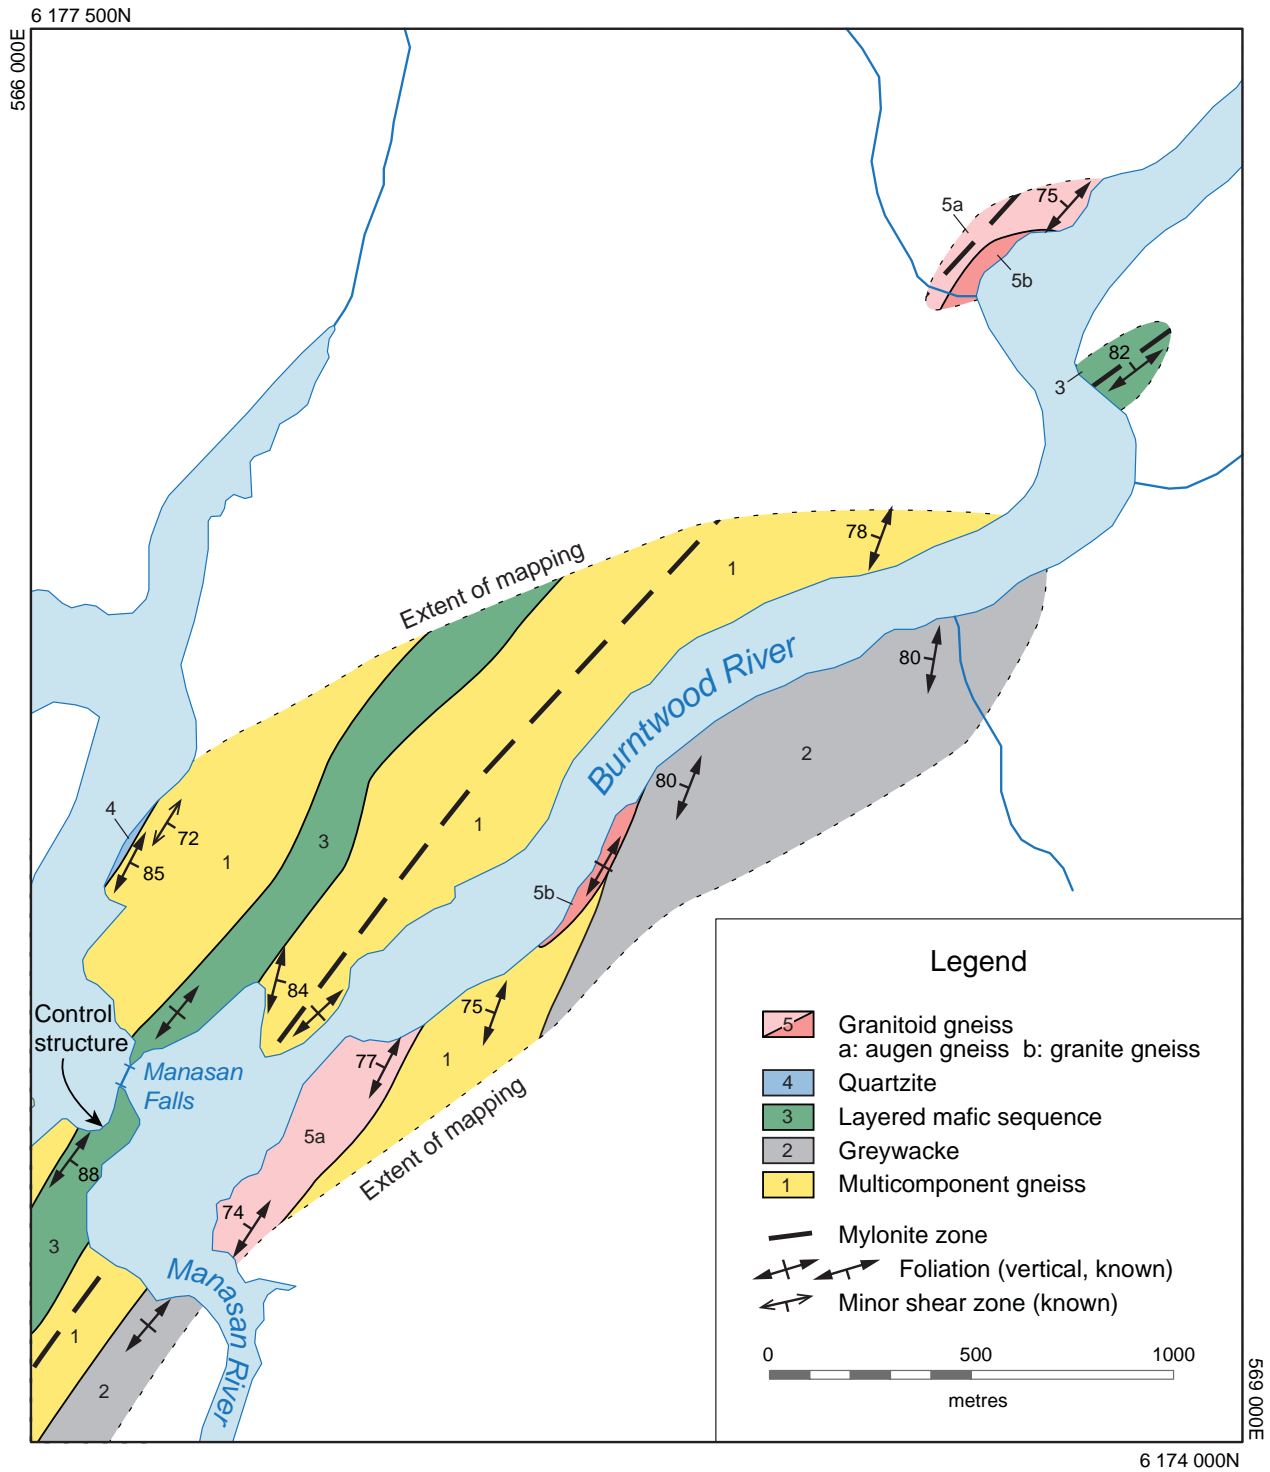 6 177 500N
566 000E
5a
75
5b
82
3
78
1
Extent of mapping
80
Burntwood River
2
80
4
72
85
1
3
1
5b
84
75
Control
structure
77
1
Manasan
Falls
5a
Extent of mapping
88
74
3
Manasan River
1
2
Legend
5 Granitoid gneiss
a: augen gneiss b: granite gneiss
4 Quartzite
3 Layered mafic sequence
2 Greywacke
1 Multicomponent gneiss
Mylonite zone
Foliation (vertical, known)
Minor shear zone (known)
0 500 1000
metres
569 000E
6 174 000N